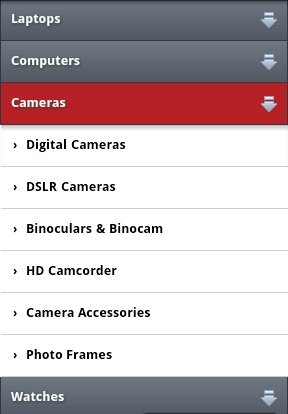 Laptops
Computers
Cameras
› Digital Cameras
› DSLR Cameras
› Binoculars & Binocam
› HD Camcorder
› Camera Accessories
› Photo Frames
Watches